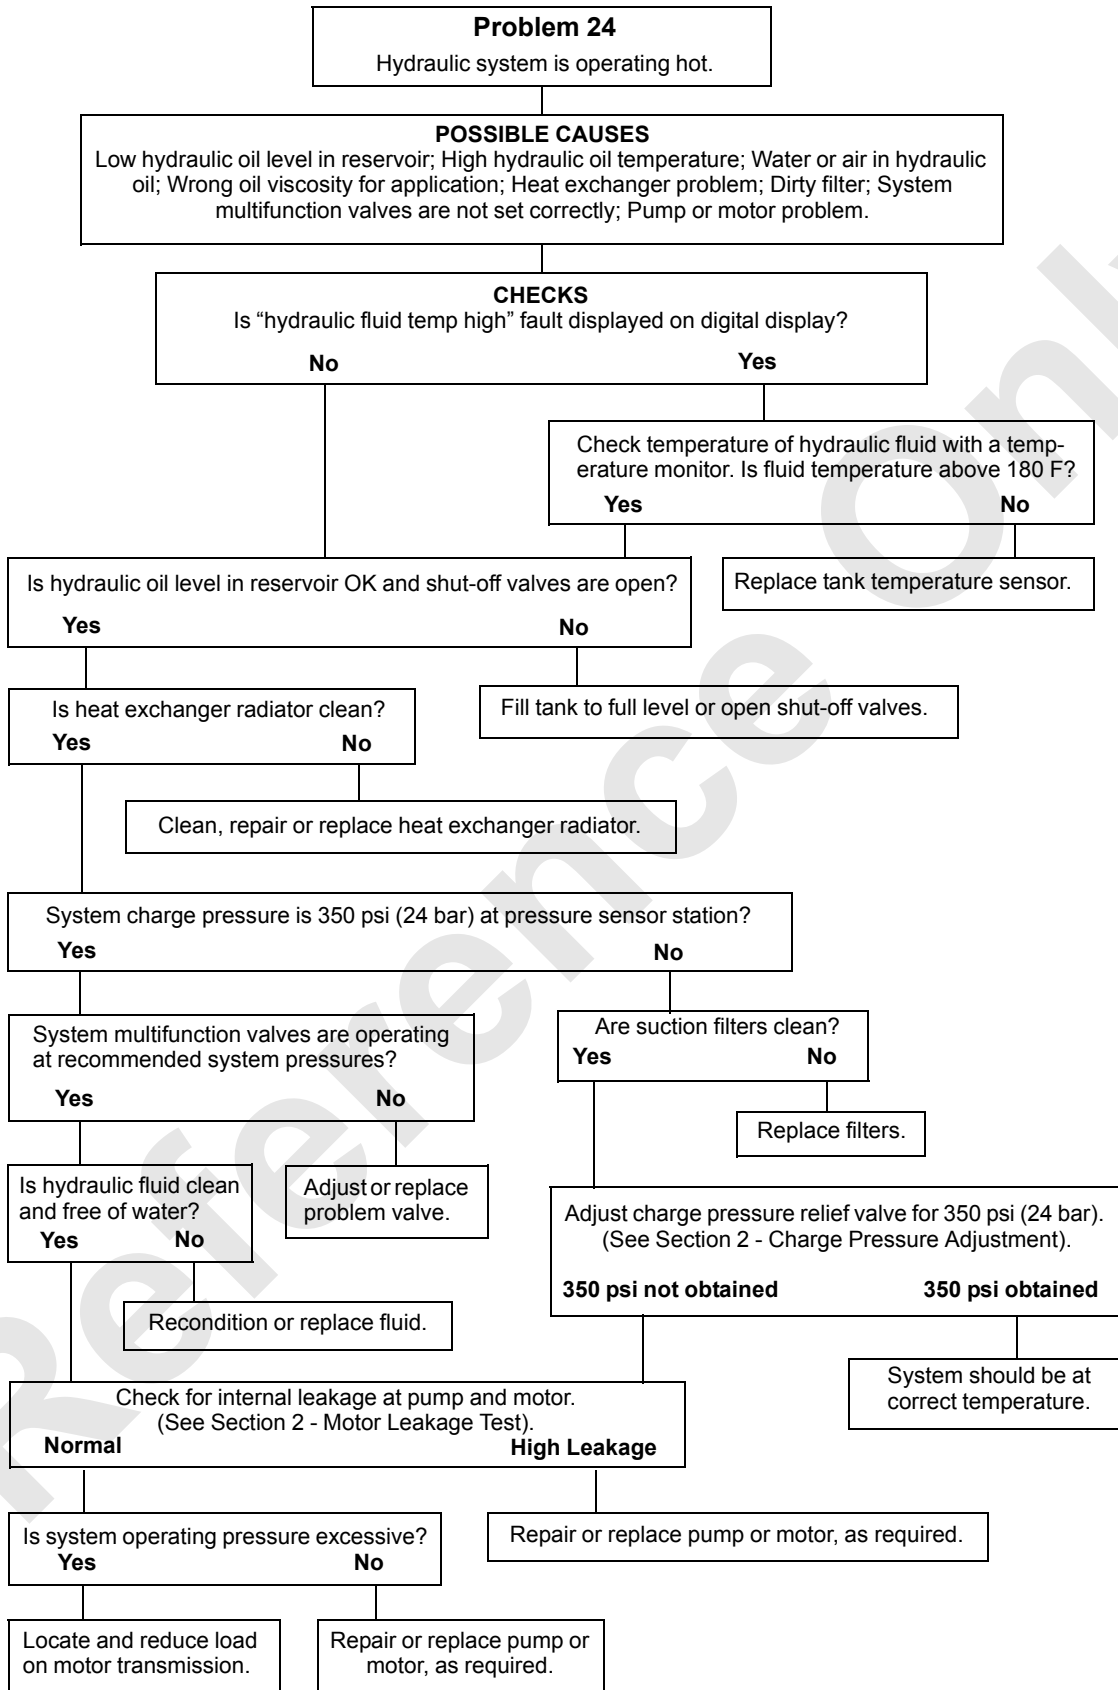 Problem 24
Hydraulic system is operating hot.
POSSIBLE CAUSES
Low hydraulic oil level in reservoir; High hydraulic oil temperature; Water or air in hydraulic
oil; Wrong oil viscosity for application; Heat exchanger problem; Dirty filter; System
multifunction valves are not set correctly; Pump or motor problem.
CHECKS
Is “hydraulic fluid temp high” fault displayed on digital display?
No Yes
Check temperature of hydraulic fluid with a temp-
erature monitor. Is fluid temperature above 180 F?
Yes No
Is hydraulic oil level in reservoir OK and shut-off valves are open?
Yes No
Replace tank temperature sensor.
Is heat exchanger radiator clean?
Yes No
Fill tank to full level or open shut-off valves.
Clean, repair or replace heat exchanger radiator.
System charge pressure is 350 psi (24 bar) at pressure sensor station?
Yes No
System multifunction valves are operating
at recommended system pressures?
Yes No
Are suction filters clean?
Yes No
Replace filters.
Is hydraulic fluid clean
and free of water?
Yes No
Adjust or replace
problem valve.
Adjust charge pressure relief valve for 350 psi (24 bar).
(See Section 2 - Charge Pressure Adjustment).
350 psi not obtained 350 psi obtained
Recondition or replace fluid.
System should be at
correct temperature.
Check for internal leakage at pump and motor.
(See Section 2 - Motor Leakage Test).
Normal High Leakage
Is system operating pressure excessive?
Yes No
Repair or replace pump or motor, as required.
Locate and reduce load
on motor transmission.
Repair or replace pump or
motor, as required.
Reference Only